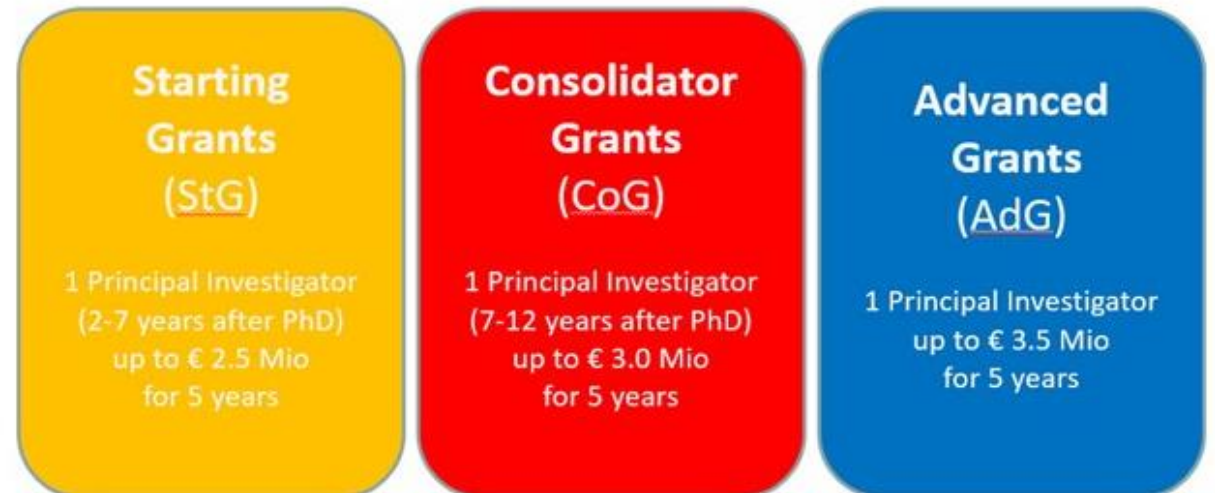 Starting
Grants
(StG)
1 Principal Investigator
(2-7 years after PhD)
up to € 2.5 Mio
for 5 years
Consolidator
Grants
(CoG)
1 Principal Investigator
(7-12 years after PhD)
up to € 3.0 Mio
for 5 years
Advanced
Grants
(AdG)
1 Principal Investigator
up to € 3.5 Mio
for 5 years